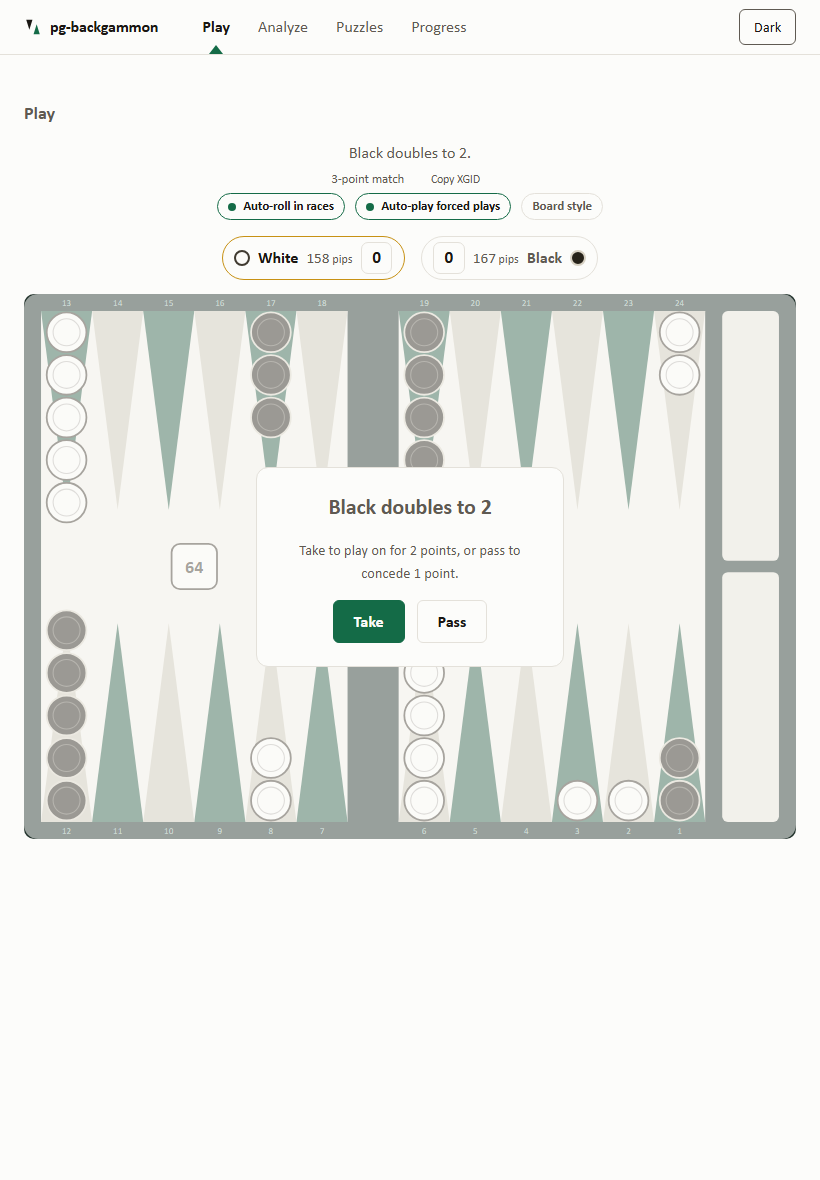 pg-backgammon Play Analyze Puzzles Progress Dark
Play
Black doubles to 2.
3-point match Copy XGID
Auto-roll in races Auto-play forced plays Board style
White 158 pips 0 0 167 pips Black
13 14 15 16 17 18 19 20 21 22 23 24
Black doubles to 2
Take to play on for 2 points, or pass to
concede 1 point.
64
Take Pass
12 11 10 9 8 7 6 5 4 3 2 1